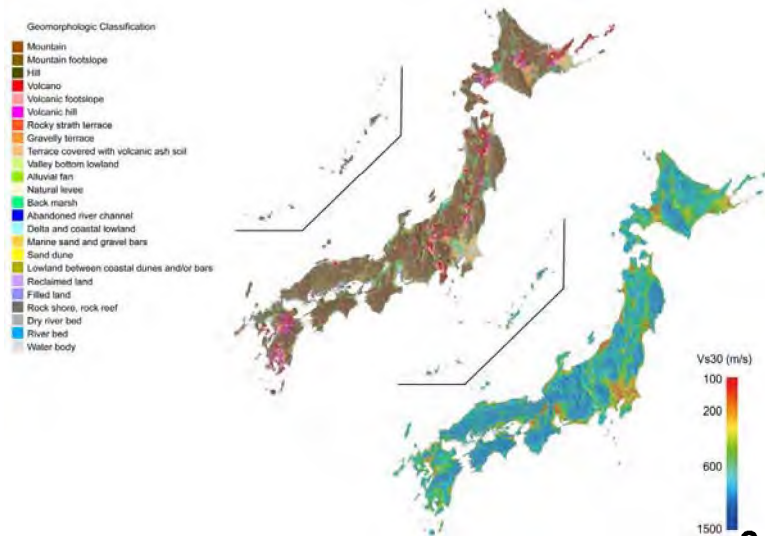 Geomorphologic Classification
Mountain
Mountain footslope
Hill
Volcano
Volcanic footslope
Volcanic hill
Rocky strath terrace
Gravelly terrace
Terrace covered with volcanic ash soil
Valley bottom lowland
Alluvial fan
Natural levee
Back marsh
Abandoned river channel
Delta and coastal lowland
Marine sand and gravel bars
Sand dune
Lowland between coastal dunes and/or bars
Reclaimed land
Filled land
Rock shore, rock reef
Dry river bed
River bed
Water body
Vs30 (m/s)
100
200
600
1500